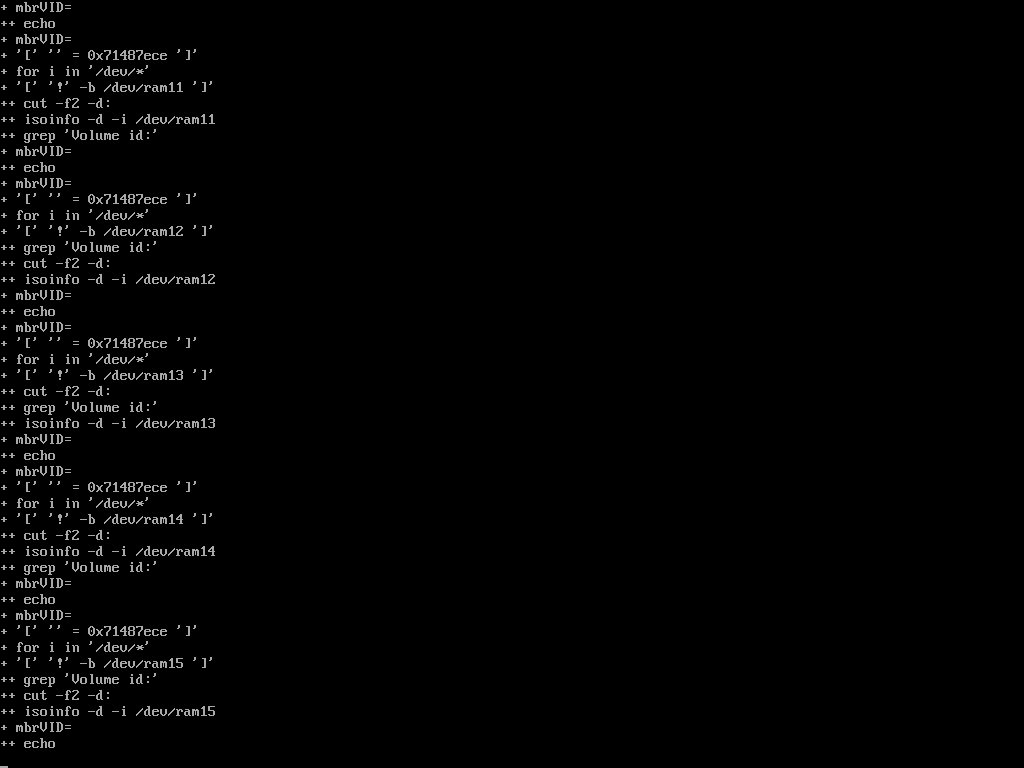 + mbrVID=
++ echo
+ mbrVID=
+ '[' '' = 0x71487ece ']'
+ for i in '/dev/*'
+ '[' '!' -b /dev/ram11 ']'
++ cut -f2 -d:
++ isoinfo -d -i /dev/ram11
++ grep 'Volume id:'
+ mbrVID=
++ echo
+ mbrVID=
+ '[' '' = 0x71487ece ']'
+ for i in '/dev/*'
+ '[' '!' -b /dev/ram12 ']'
++ grep 'Volume id:'
++ cut -f2 -d:
++ isoinfo -d -i /dev/ram12
+ mbrVID=
++ echo
+ mbrVID=
+ '[' '' = 0x71487ece ']'
+ for i in '/dev/*'
+ '[' '!' -b /dev/ram13 ']'
++ cut -f2 -d:
++ grep 'Volume id:'
++ isoinfo -d -i /dev/ram13
+ mbrVID=
++ echo
+ mbrVID=
+ '[' '' = 0x71487ece ']'
+ for i in '/dev/*'
+ '[' '!' -b /dev/ram14 ']'
++ cut -f2 -d:
++ isoinfo -d -i /dev/ram14
++ grep 'Volume id:'
+ mbrVID=
++ echo
+ mbrVID=
+ '[' '' = 0x71487ece ']'
+ for i in '/dev/*'
+ '[' '!' -b /dev/ram15 ']'
++ grep 'Volume id:'
++ cut -f2 -d:
++ isoinfo -d -i /dev/ram15
+ mbrVID=
++ echo